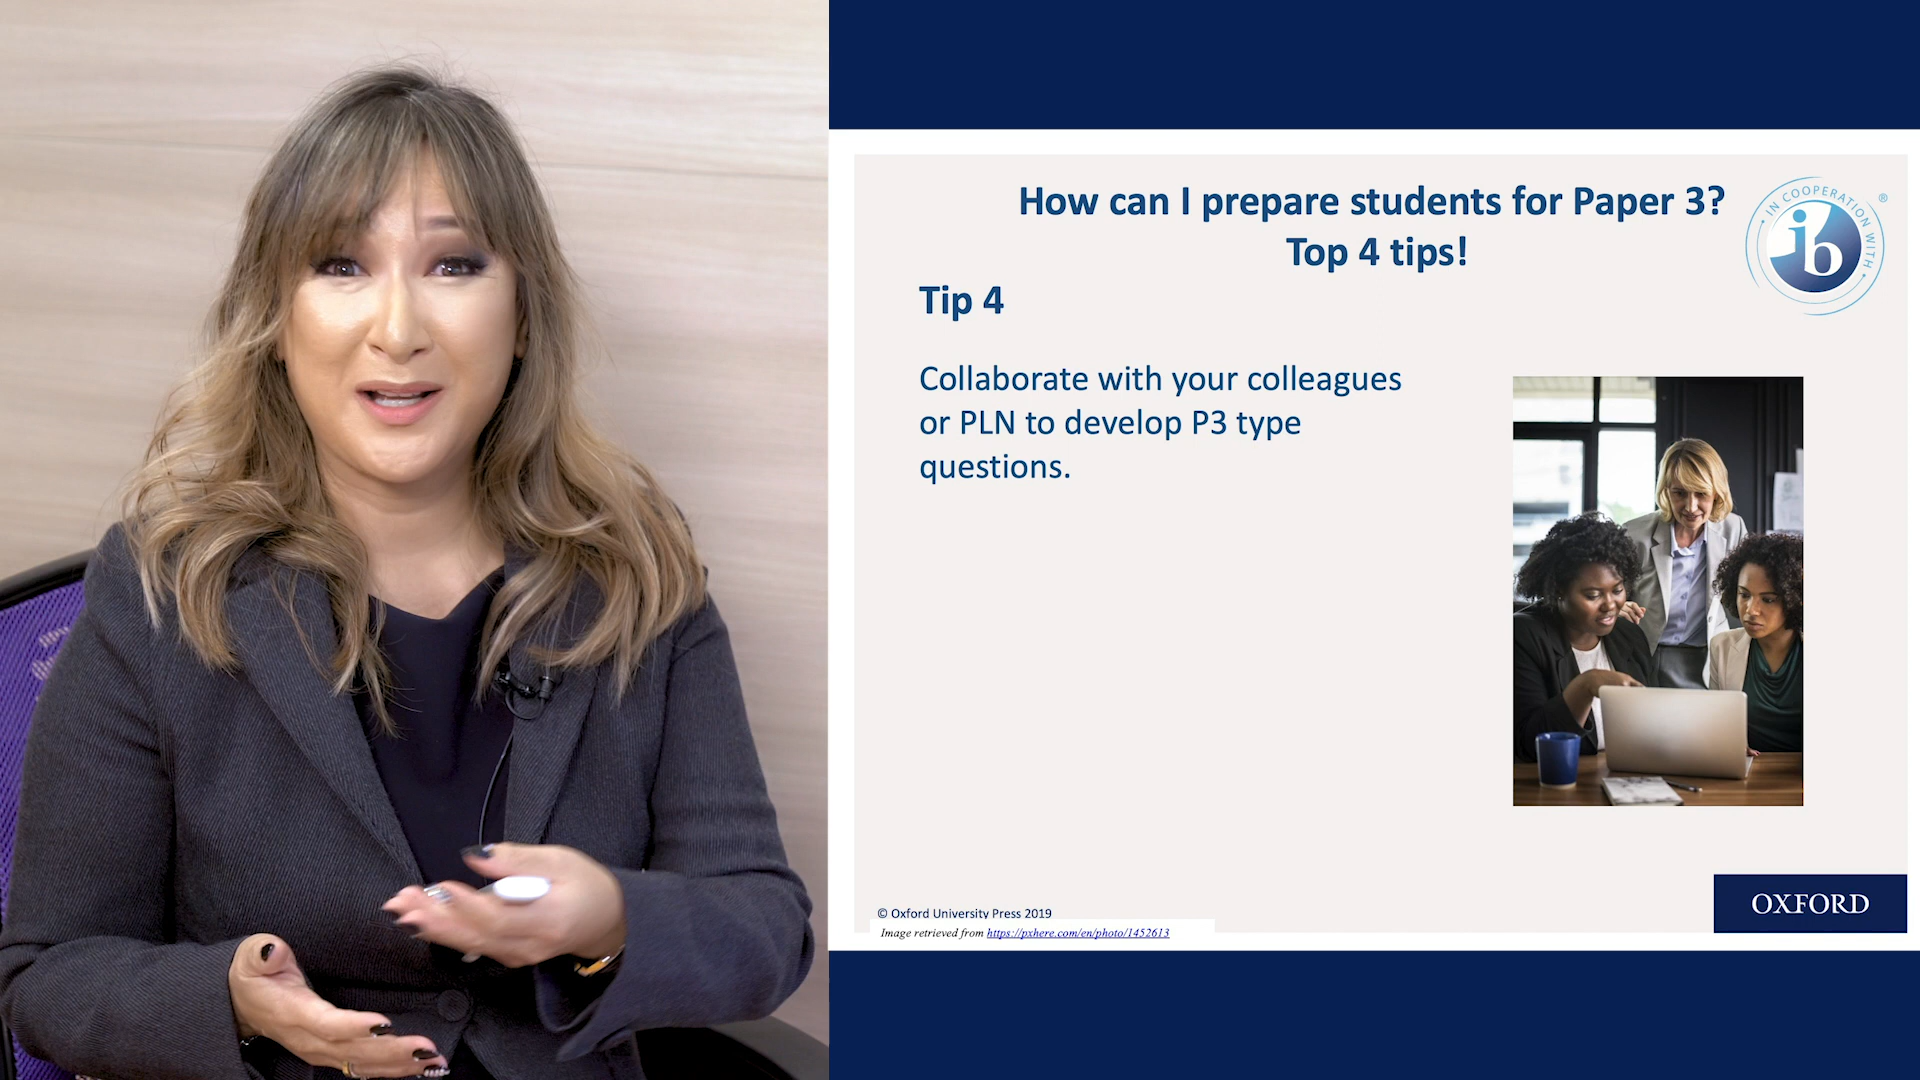 How can I prepare students for Paper 3?
Top 4 tips!
IN COOPERATION WITH
®
ib
Tip 4
Collaborate with your colleagues
or PLN to develop P3 type
questions.
OXFORD
© Oxford University Press 2019
Image retrieved from https://pxhere.com/en/photo/1452613